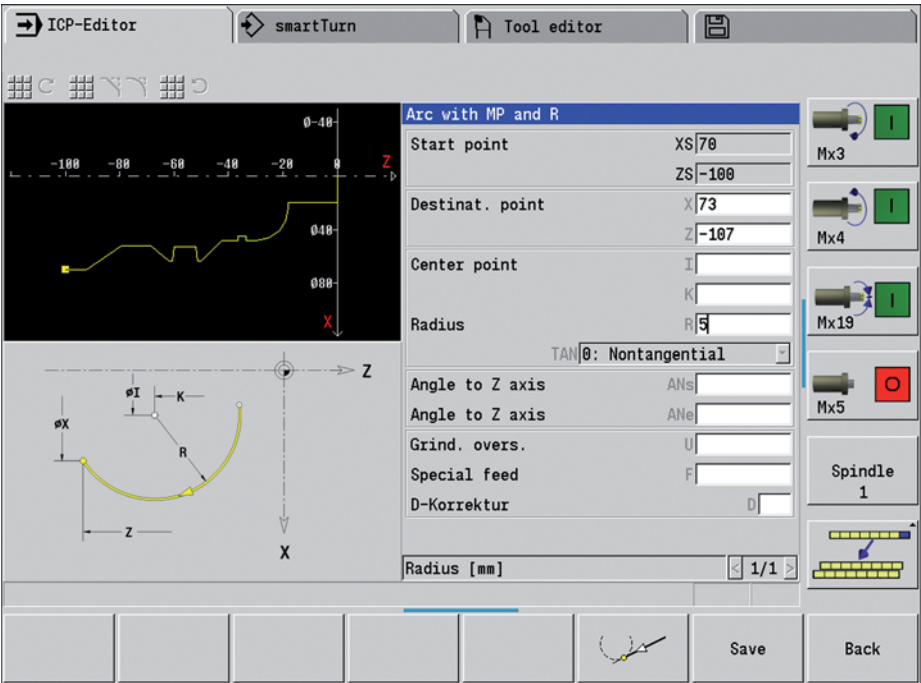 ICP-Editor
smartTurn
Tool editor
Ø-40
-100 -80 -60 -40 -20 0 Z
Ø40
Ø80
X
Arc with MP and R
Start point XS 70
ZS -100
Destinat. point X 73
Z -107
Center point I
K
Radius R 5
TAN 0: Nontangential
Angle to Z axis ANs
Angle to Z axis ANe
Grind. overs. U
Special feed F
D-Korrektur D
Radius [mm] < 1/1 >
Z
øI K
øX
R
Z
X
I
Mx3
I
Mx4
I
Mx19
O
Mx5
Spindle
1
Save
Back